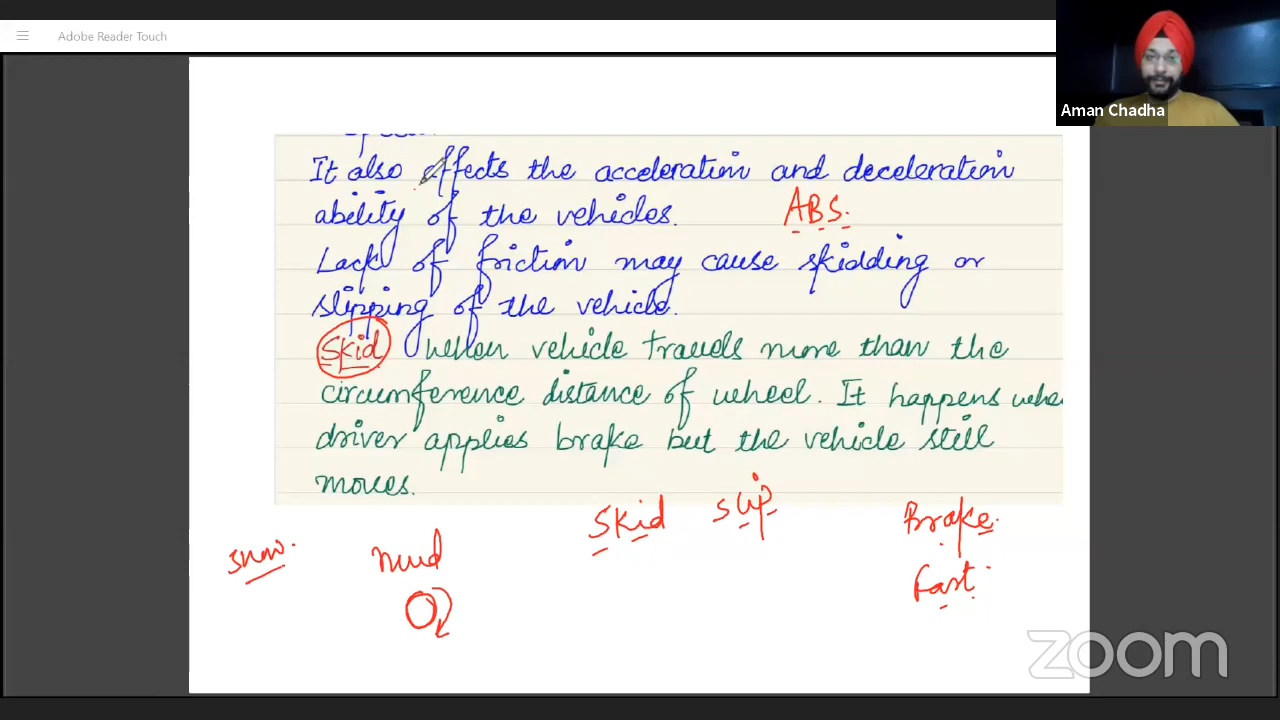 Adobe Reader Touch
Aman Chadha
It also affects the acceleration and deceleration
ability of the vehicles.
ABS.
Lack of friction may cause skidding or
slipping of the vehicle.
Skid when vehicle travels more than the
circumference distance of wheel. It happens when
driver applies brake but the vehicle still
moves.
Skid slip Brake.
snow. mud
Fast.
zoom